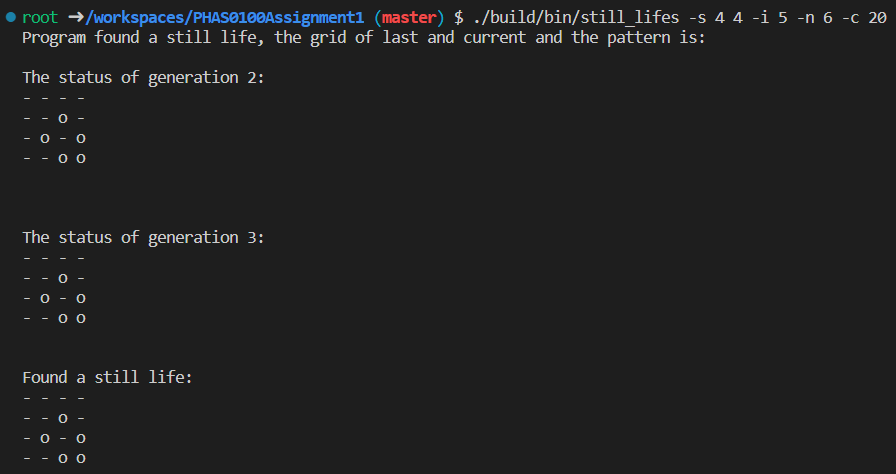 root ➜/workspaces/PHAS0100Assignment1 (master) $ ./build/bin/still_lifes -s 4 4 -i 5 -n 6 -c 20
Program found a still life, the grid of last and current and the pattern is:
The status of generation 2:
- - - -
- - o -
- o - o
- - o o
The status of generation 3:
- - - -
- - o -
- o - o
- - o o
Found a still life:
- - - -
- - o -
- o - o
- - o o